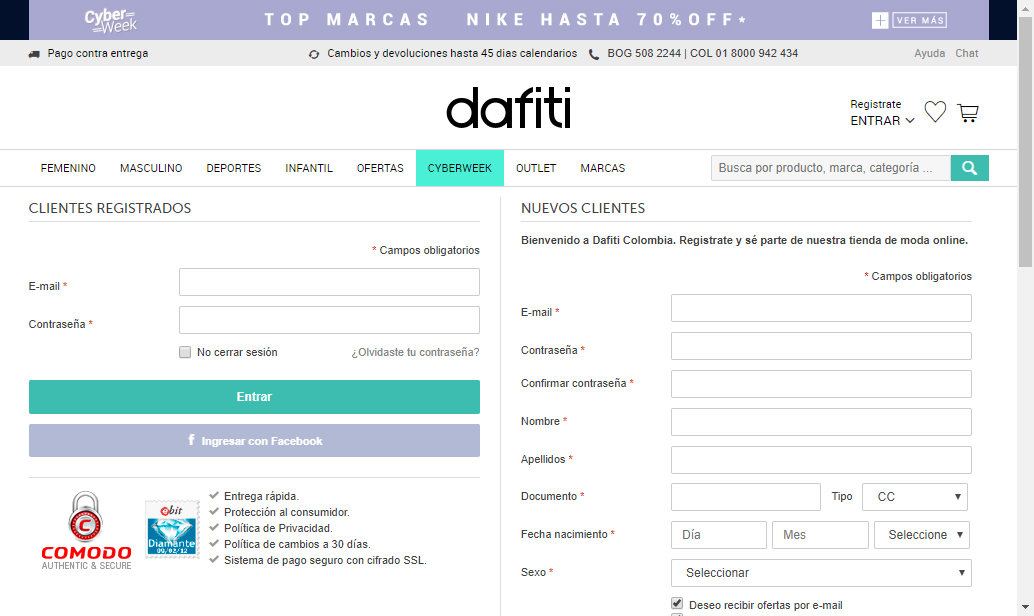 Cyber Week TOP MARCAS NIKE HASTA 70%OFF* + VER MÁS
Pago contra entrega Cambios y devoluciones hasta 45 dias calendarios BOG 508 2244 | COL 01 8000 942 434 Ayuda Chat
dafiti
Registrate
ENTRAR
FEMENINO MASCULINO DEPORTES INFANTIL OFERTAS CYBERWEEK OUTLET MARCAS Busca por producto, marca, categoría ...
CLIENTES REGISTRADOS
* Campos obligatorios
E-mail *
Contraseña *
No cerrar sesión ¿Olvidaste tu contraseña?
Entrar
f Ingresar con Facebook
COMODO
AUTHENTIC & SECURE
ebit
Diamante
09/02/12
Entrega rápida.
Protección al consumidor.
Política de Privacidad.
Política de cambios a 30 días.
Sistema de pago seguro con cifrado SSL.
NUEVOS CLIENTES
Bienvenido a Dafiti Colombia. Registrate y sé parte de nuestra tienda de moda online.
* Campos obligatorios
E-mail *
Contraseña *
Confirmar contraseña *
Nombre *
Apellidos *
Documento * Tipo CC
Fecha nacimiento * Día Mes Seleccione
Sexo * Seleccionar
Deseo recibir ofertas por e-mail